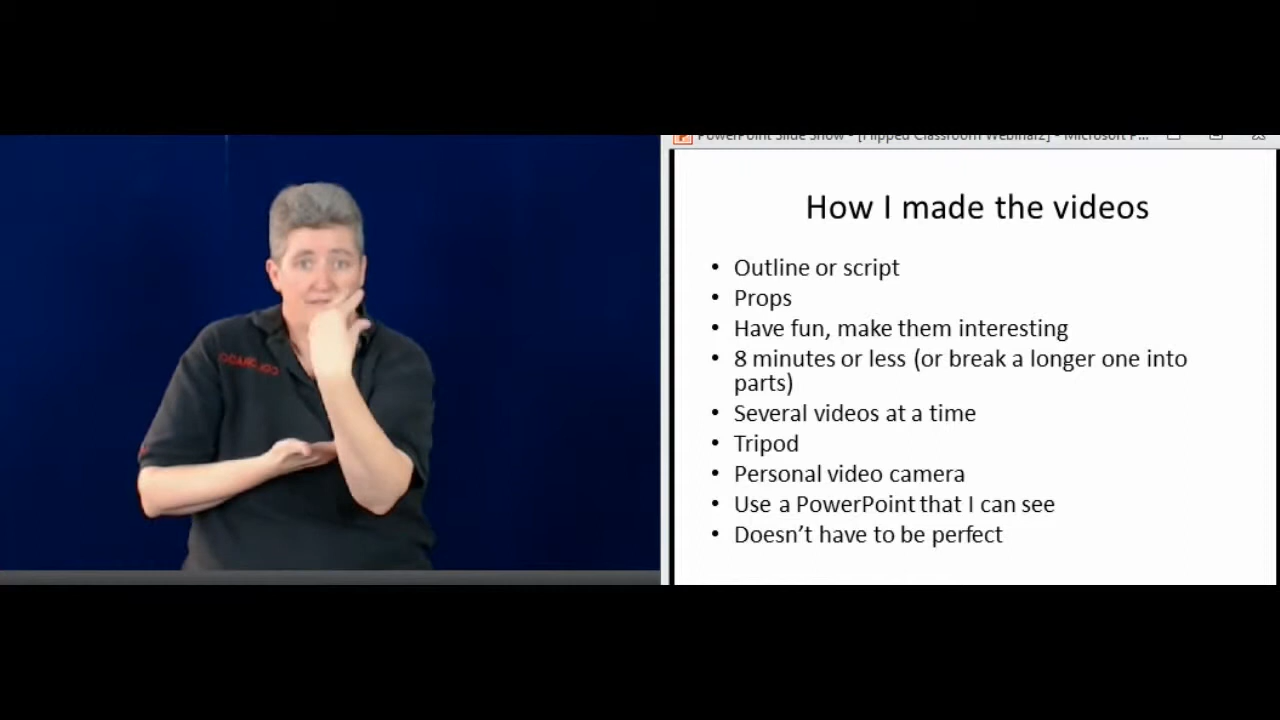 PowerPoint Slide Show - [Flipped Classroom Webinar2] - Microsoft P...
How I made the videos
• Outline or script
• Props
• Have fun, make them interesting
• 8 minutes or less (or break a longer one into
parts)
• Several videos at a time
• Tripod
• Personal video camera
• Use a PowerPoint that I can see
• Doesn’t have to be perfect